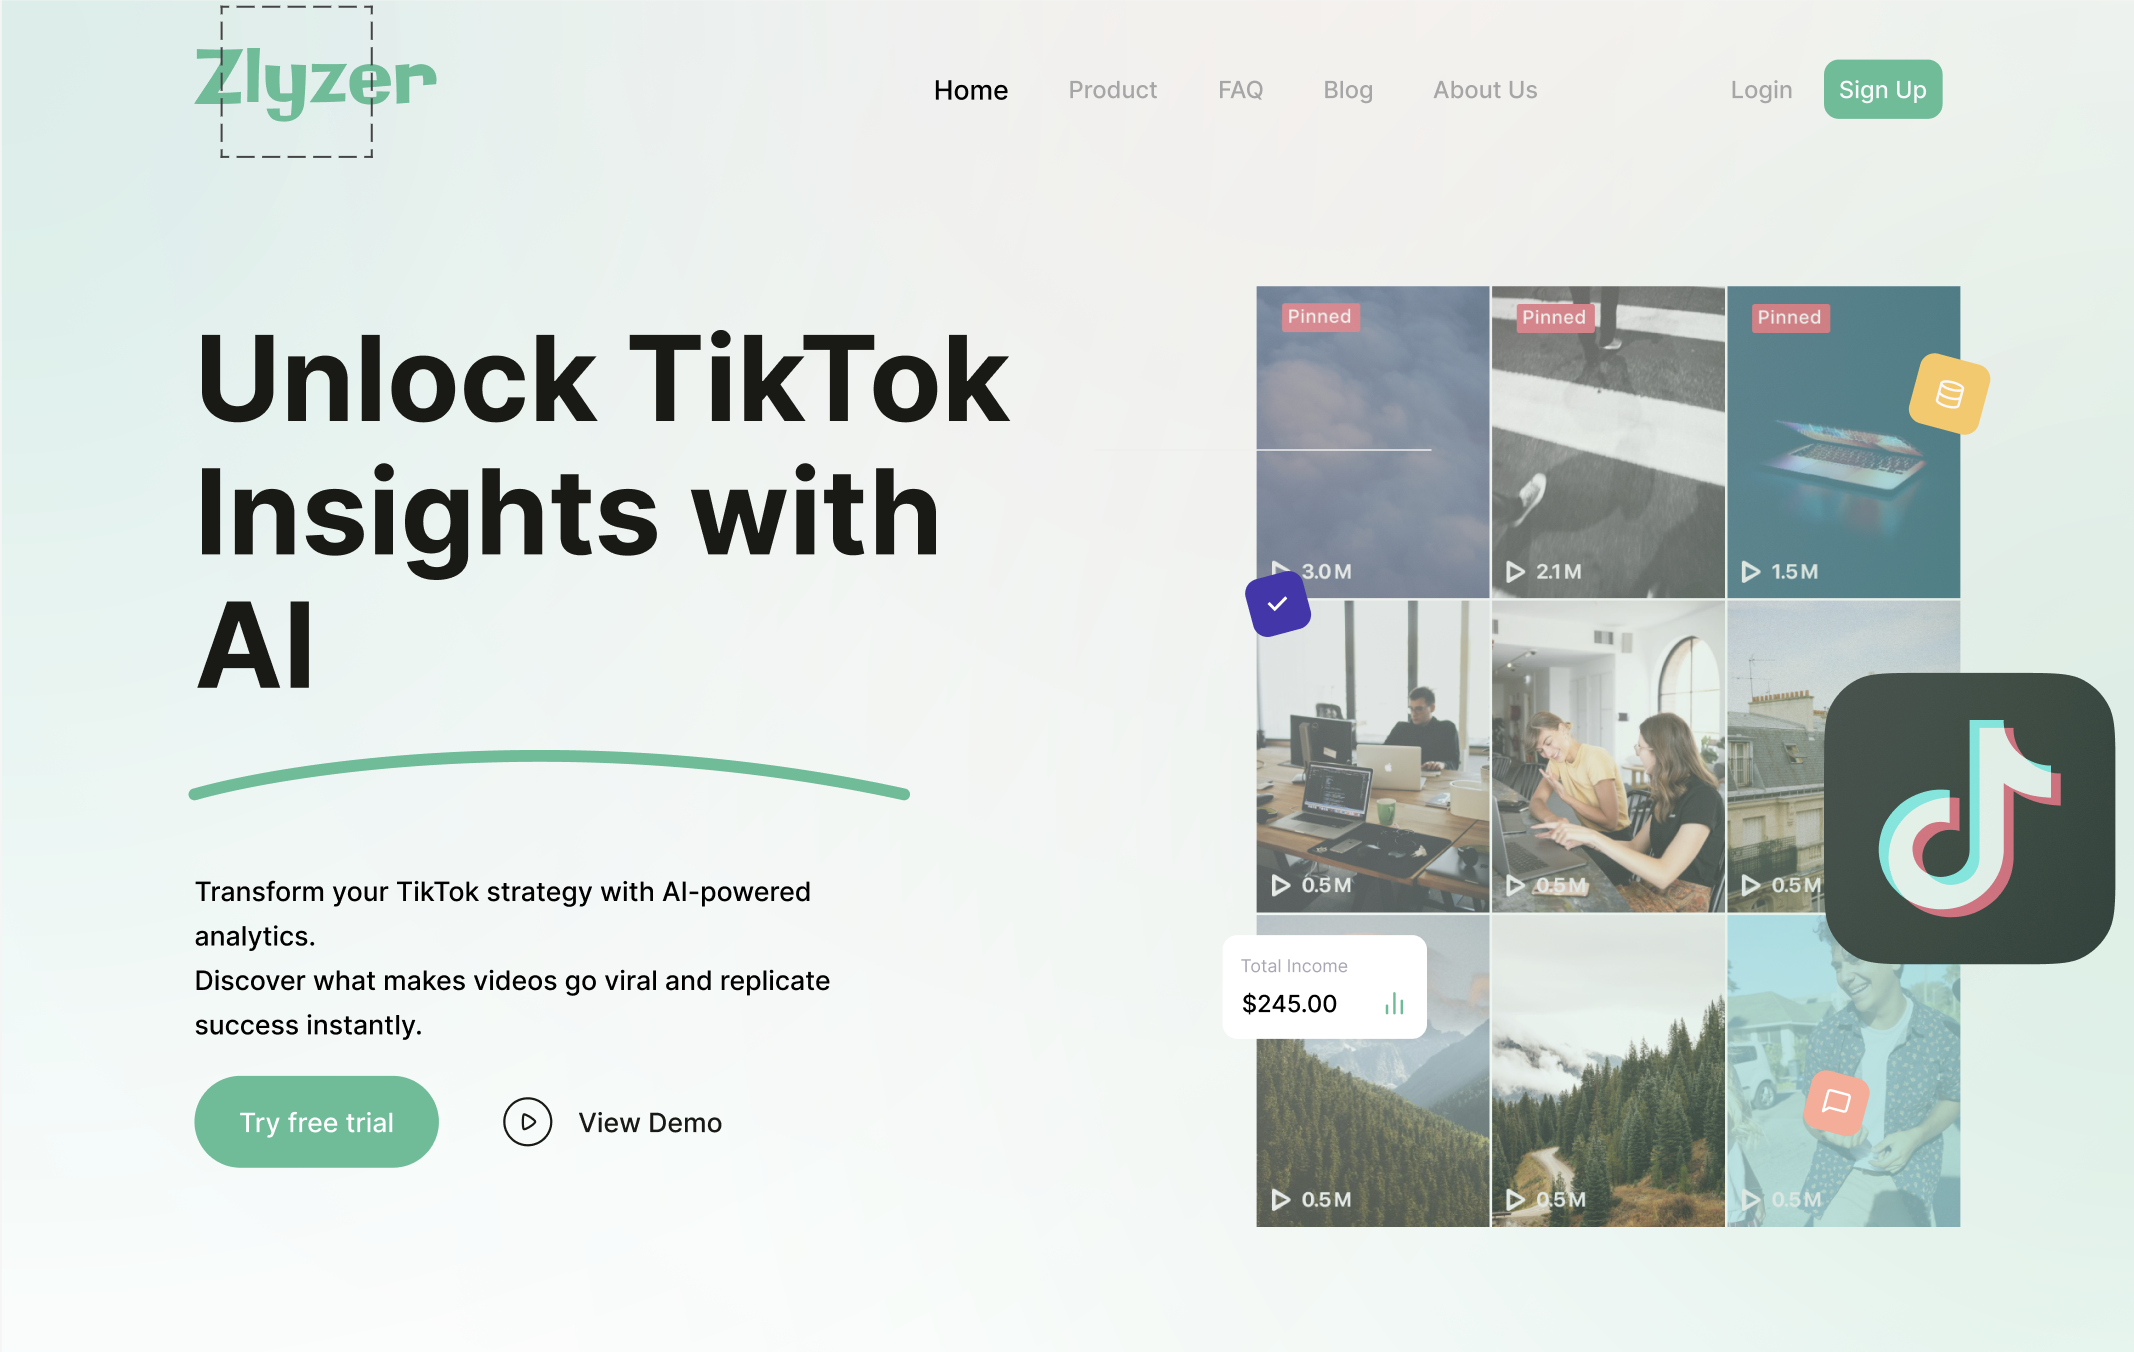 Zlyzer
Home Product FAQ Blog About Us Login Sign Up
Unlock TikTok
Insights with
AI
Transform your TikTok strategy with AI-powered
analytics.
Discover what makes videos go viral and replicate
success instantly.
Try free trial
View Demo
Pinned
Pinned
Pinned
3.0M
2.1M
1.5M
0.5M
0.5M
0.5M
Total Income
$245.00
0.5M
0.5M
0.5M